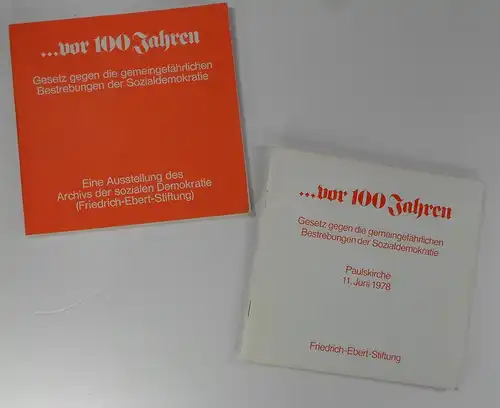 ...vor 100 Jahren
Gesetz gegen die gemeingefährlichen
Bestrebungen der Sozialdemokratie
Eine Ausstellung des
Archivs der sozialen Demokratie
(Friedrich-Ebert-Stiftung)
...vor 100 Jahren
Gesetz gegen die gemeingefährlichen
Bestrebungen der Sozialdemokratie
Paulskirche
11. Juni 1978
Friedrich-Ebert-Stiftung